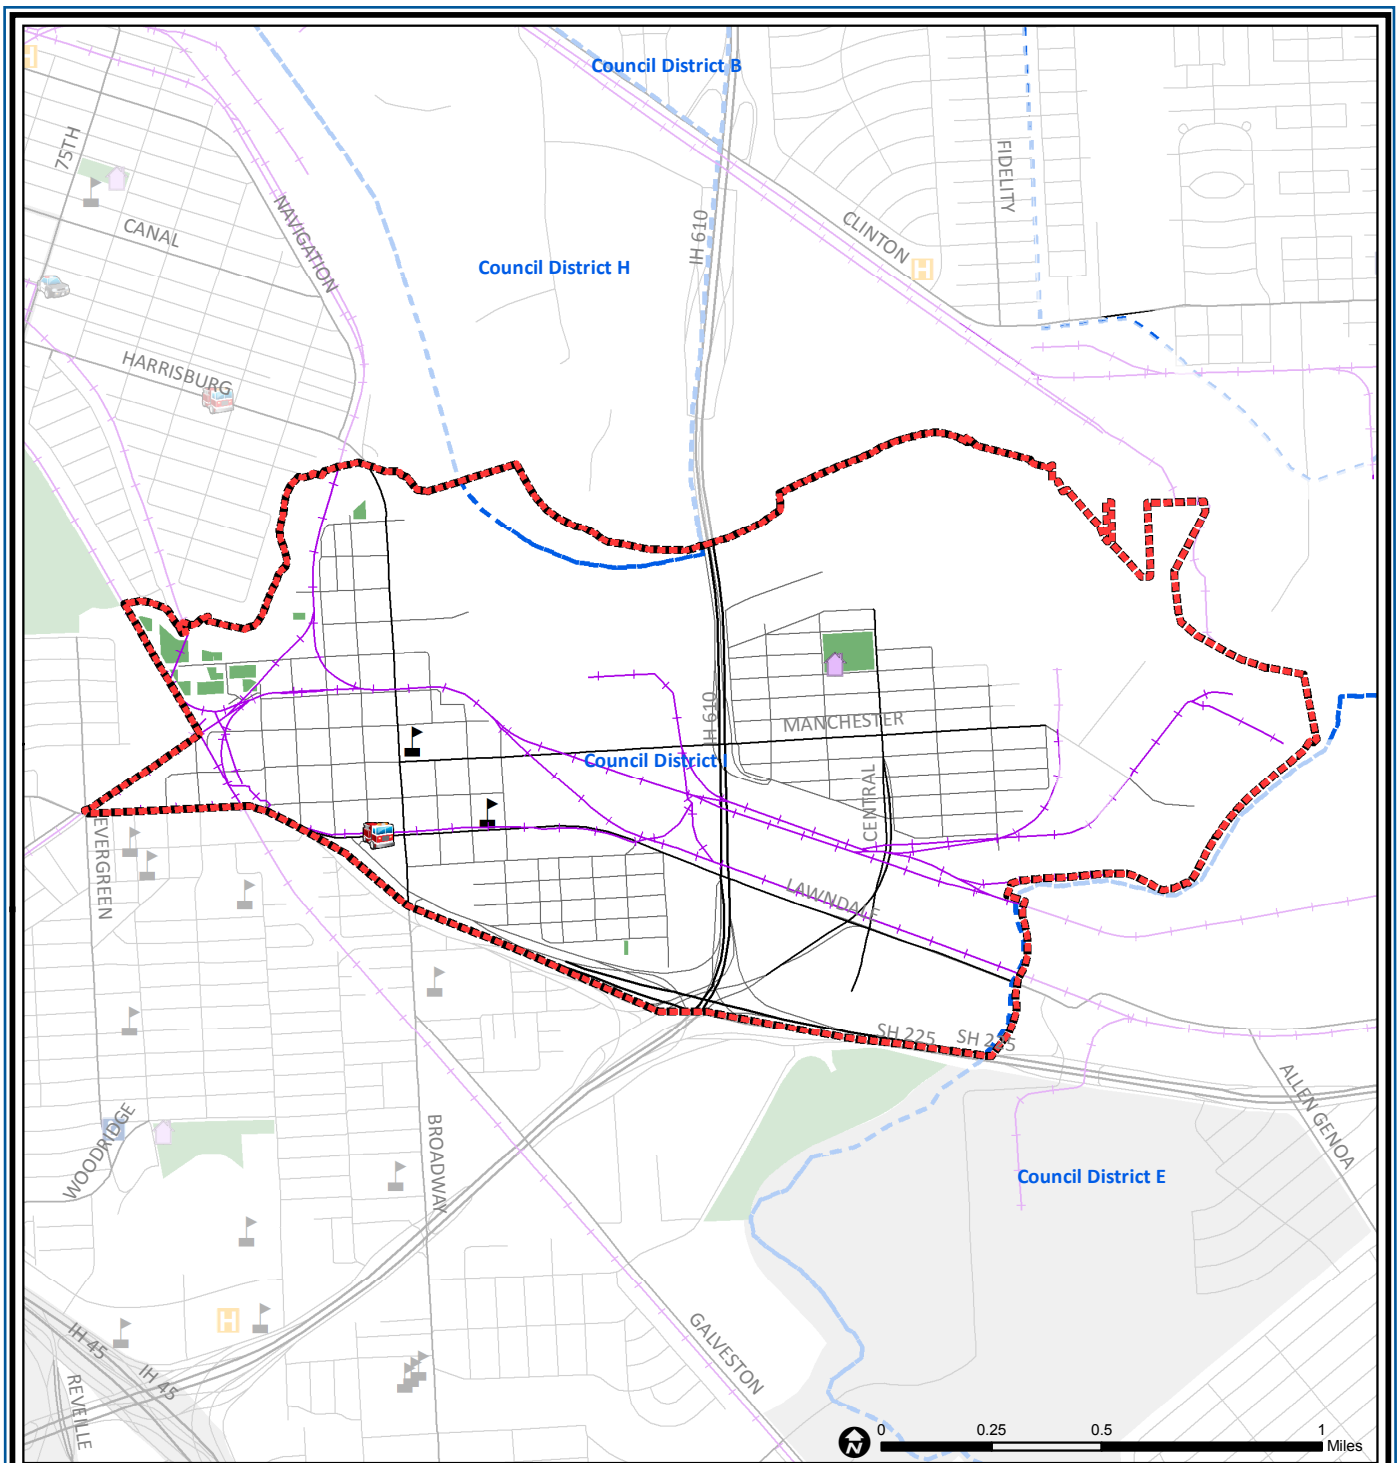 H
Council District B
75TH
FIDELITY
NAVIGATION
CANAL
IH 610
CLINTON
H
Council District H
HARRISBURG
IH 610
MANCHESTER
Council District I
CENTRAL
EVERGREEN
LAWNDALE
SH 225
SH 225
ALLEN GENOA
WOODRIDGE
BROADWAY
Council District E
H
GALVESTON
IH 45
IH 45
REVEILLE
N
0 0.25 0.5 1
Miles